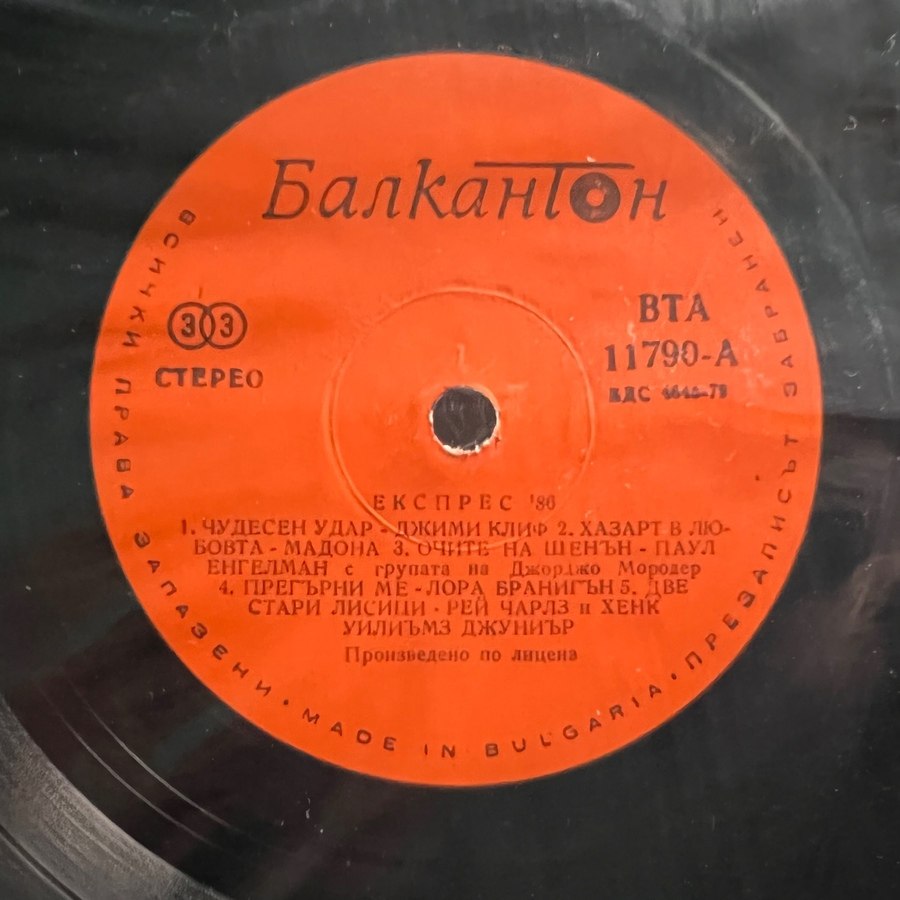 Балкантон
33
СТЕРЕО
ВТА
11790-А
БДС
ЕКСПРЕС '86
1. ЧУДЕСЕН УДАР - ДЖИМИ КЛИФ 2. ХАЗАРТ В ЛЮ-
БОВТА - МАДОНА 3. ОЧИТЕ НА ШЕНЪН - ПАУЛ
ЕНГЕЛМАН с групата на Джорджо Мородер
4. ПРЕГЪРНИ МЕ - ЛОРА БРАНИГЪН 5. ДВЕ
СТАРИ ЛИСИЦИ - РЕЙ ЧАРЛЗ и ХЕНК
УИЛИЪМЗ ДЖУНИЪР
Произведено по лицена
ВСИЧКИ ПРАВА ЗАПАЗЕНИ · MADE IN BULGARIA · ПРЕЗАПИСЪТ ЗАБРАНЕН